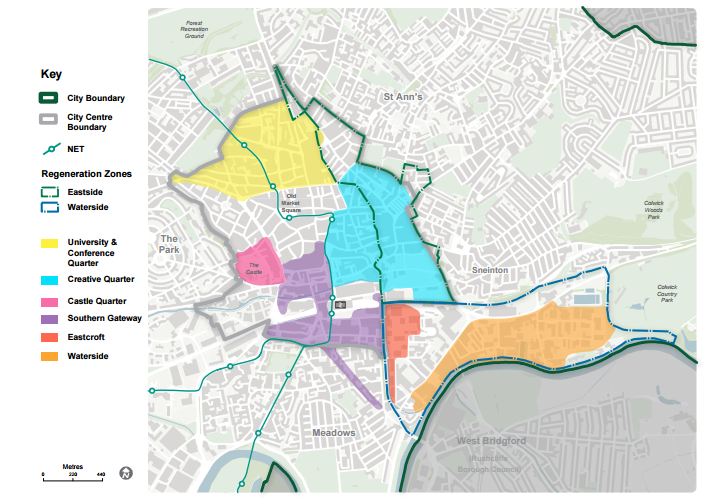 Key
City Boundary
City Centre
Boundary
NET
Regeneration Zones
Eastside
Waterside
University &
Conference
Quarter
Creative Quarter
Castle Quarter
Southern Gateway
Eastcroft
Waterside
Metres
0 220 440
Forest
Recreation
Ground
St Ann's
Old
Market
Square
The
Park
The
Castle
Sneinton
Colwick
Woods
Park
Colwick
Country
Park
Meadows
West Bridgford
(Rushcliffe
Borough Council)